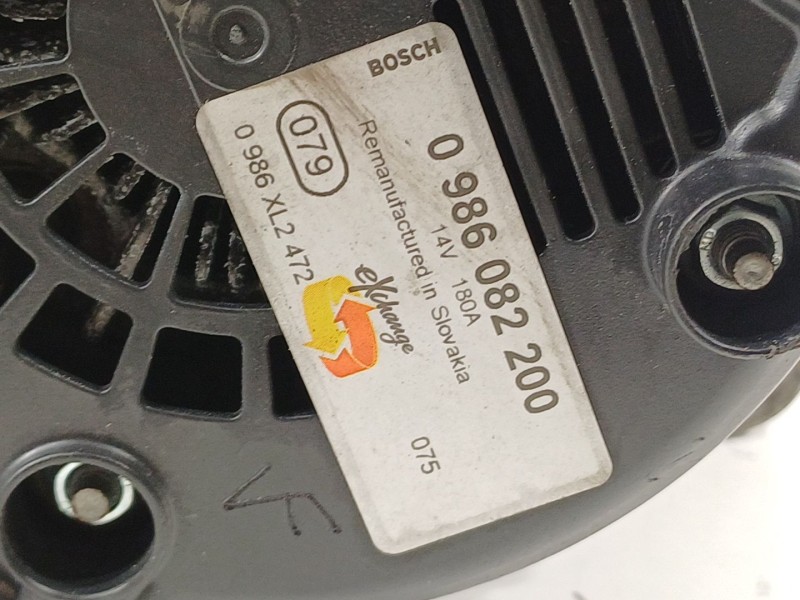 BOSCH
0 986 082 200
14V 180A
Remanufactured in Slovakia
079
0 986 XL2 472
eXchange
075